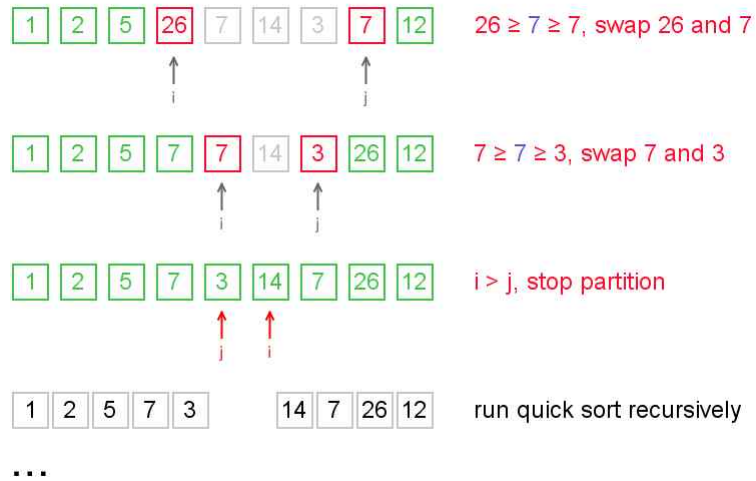 1 2 5 26 7 14 3 7 12 26 ≥ 7 ≥ 7, swap 26 and 7
i j
1 2 5 7 7 14 3 26 12 7 ≥ 7 ≥ 3, swap 7 and 3
i j
1 2 5 7 3 14 7 26 12 i > j, stop partition
j i
1 2 5 7 3 14 7 26 12 run quick sort recursively
...